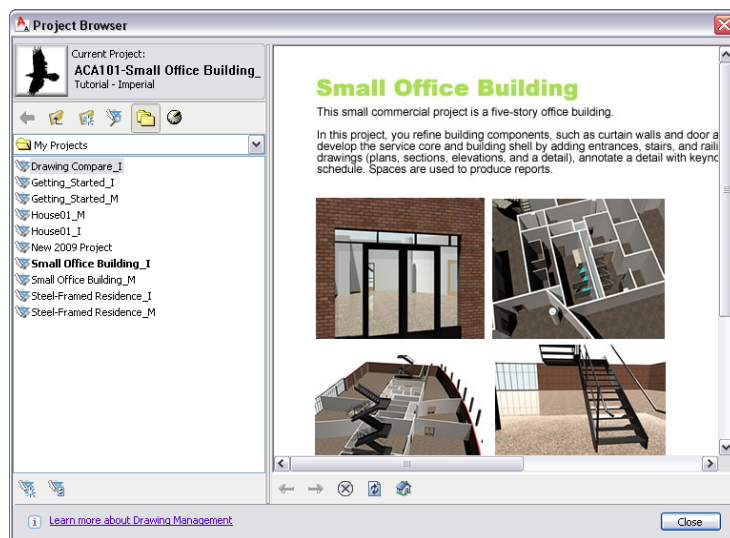 Project Browser
Current Project:
ACA101-Small Office Building_
Tutorial - Imperial
My Projects
Drawing Compare_I
Getting_Started_I
Getting_Started_M
House01_M
House01_I
New 2009 Project
Small Office Building_I
Small Office Building_M
Steel-Framed Residence_I
Steel-Framed Residence_M
Small Office Building
This small commercial project is a five-story office building.
In this project, you refine building components, such as curtain walls and door a
develop the service core and building shell by adding entrances, stairs, and raili
drawings (plans, sections, elevations, and a detail), annotate a detail with keync
schedule. Spaces are used to produce reports.
Learn more about Drawing Management
Close